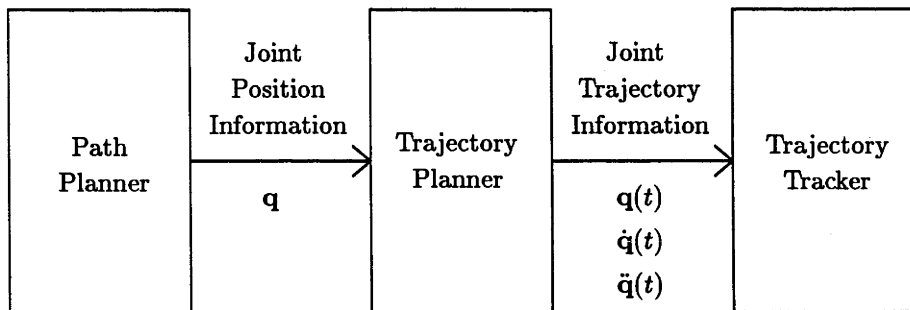 Path
Planner
Joint
Position
Information
q
Trajectory
Planner
Joint
Trajectory
Information
q(t)
q̇(t)
q̈(t)
Trajectory
Tracker